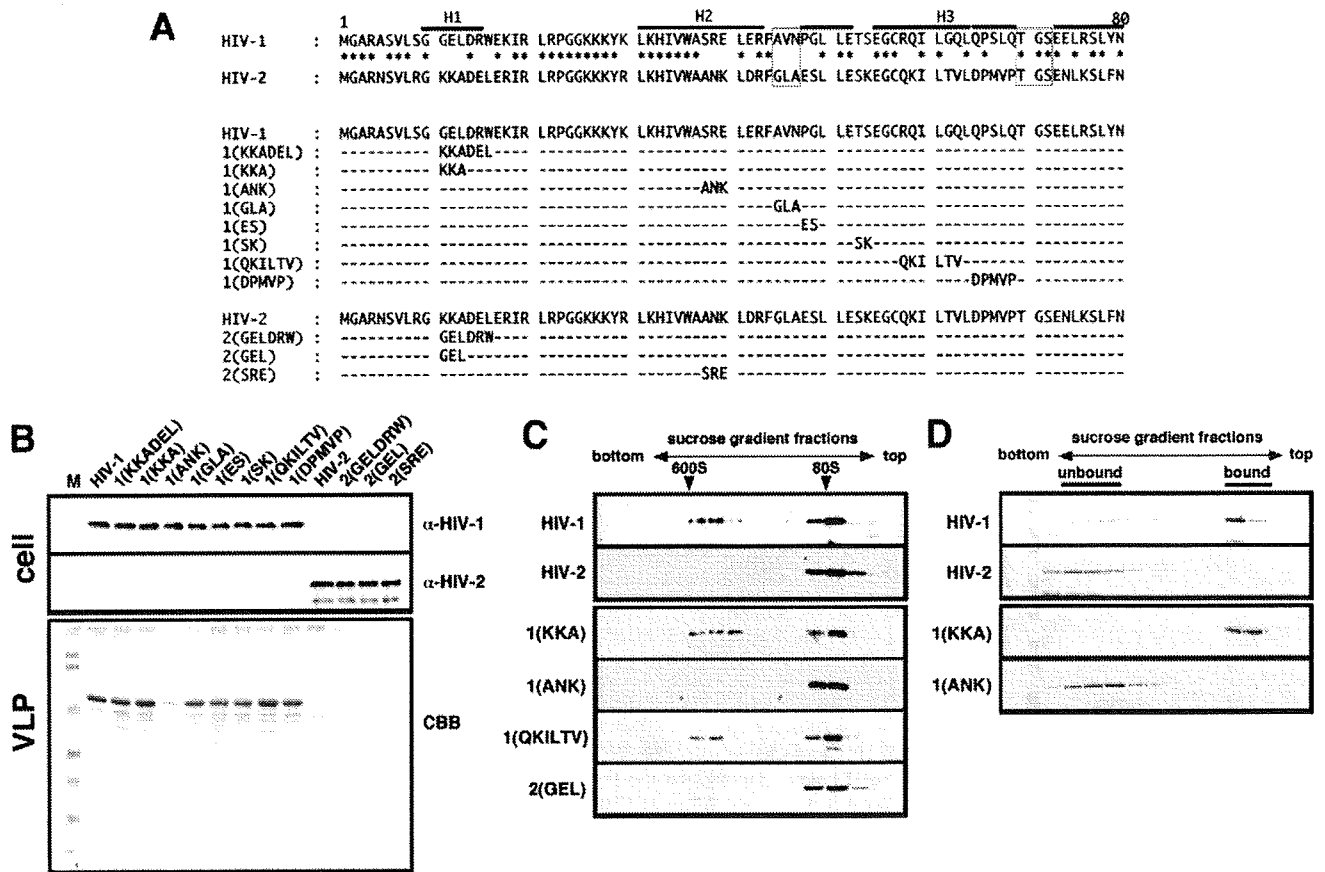 A
1 H1 H2 H3 80
HIV-1 : MGARASVLSG GELDRWEKIR LRPGGKKKYK LKHIVWASRE LERFAVNPGL LETSEGCRQI LGQLQPSLQT GSEELRSLYN
HIV-2 : MGARNSVLRG KKADELERIR LRPGGKKKYR LKHIVWAANK LDRFGLAESL LESKEGCQKI LTVLDPMVPT GSENLKSLFN
HIV-1 : MGARASVLSG GELDRWEKIR LRPGGKKKYK LKHIVWASRE LERFAVNPGL LETSEGCRQI LGQLQPSLQT GSEELRSLYN
1(KKADEL) : ---------- KKADEL---- ---------- ---------- ---------- ---------- ---------- ----------
1(KKA) : ---------- KKA------- ---------- ---------- ---------- ---------- ---------- ----------
1(ANK) : ---------- ---------- ---------- -------ANK ---------- ---------- ---------- ----------
1(GLA) : ---------- ---------- ---------- ---------- ----GLA--- ---------- ---------- ----------
1(ES) : ---------- ---------- ---------- ---------- -------ES- ---------- ---------- ----------
1(SK) : ---------- ---------- ---------- ---------- ---------- --SK------ ---------- ----------
1(QKILTV) : ---------- ---------- ---------- ---------- ---------- -------QKI LTV------- ----------
1(DPMVP) : ---------- ---------- ---------- ---------- ---------- ---------- ----DPMVP- ----------
HIV-2 : MGARNSVLRG KKADELERIR LRPGGKKKYR LKHIVWAANK LDRFGLAESL LESKEGCQKI LTVLDPMVPT GSENLKSLFN
2(GELDRW) : ---------- GELDRW---- ---------- ---------- ---------- ---------- ---------- ----------
2(GEL) : ---------- GEL------- ---------- ---------- ---------- ---------- ---------- ----------
2(SRE) : ---------- ---------- ---------- -------SRE ---------- ---------- ---------- ----------
B
M HIV-1 1(KKADEL) 1(KKA) 1(ANK) 1(GLA) 1(ES) 1(SK) 1(QKILTV) 1(DPMVP) HIV-2 2(GELDRW) 2(GEL) 2(SRE)
cell
α-HIV-1
α-HIV-2
VLP
CBB
C
sucrose gradient fractions
bottom top
600S 80S
HIV-1
HIV-2
1(KKA)
1(ANK)
1(QKILTV)
2(GEL)
D
sucrose gradient fractions
bottom top
unbound bound
HIV-1
HIV-2
1(KKA)
1(ANK)